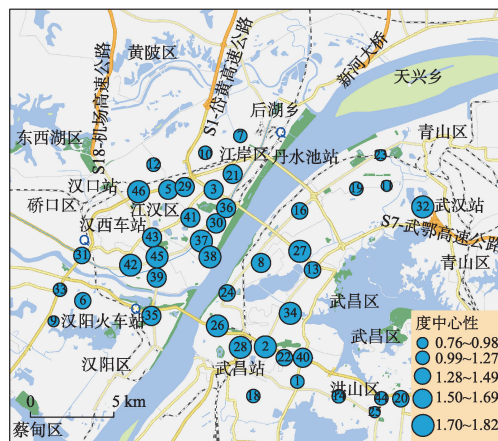 黄陂区
S18-机场高速公路
S1-岱黄高速公路
新河大桥
天兴乡
后湖乡
7
东西湖区
10
江岸区
丹水池站
青山区
23
12
21
汉口站
46
5
29
3
19
11
硚口区
江汉区
36
16
32
武汉站
41
30
汉西车站
43
37
S7-武鄂高速公路
31
42
45
38
8
27
13
青山区
39
33
6
24
武昌区
9
汉阳火车站
35
26
34
武昌区
28
2
22
40
汉阳区
武昌站
1
洪山区
18
14
44
20
25
0
5 km
蔡甸区
度中心性
0.76~0.98
0.99~1.27
1.28~1.49
1.50~1.69
1.70~1.82